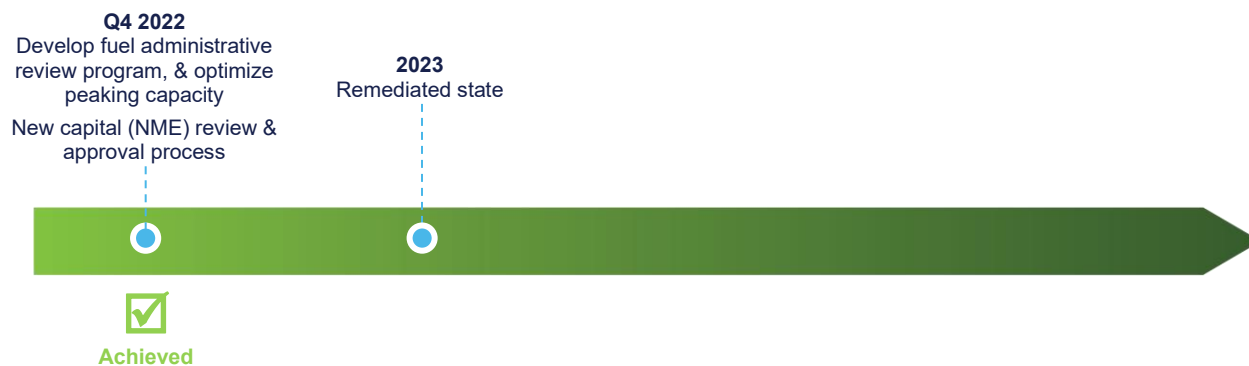 Q4 2022
Develop fuel administrative
review program, & optimize
peaking capacity
New capital (NME) review &
approval process
2023
Remediated state
Achieved